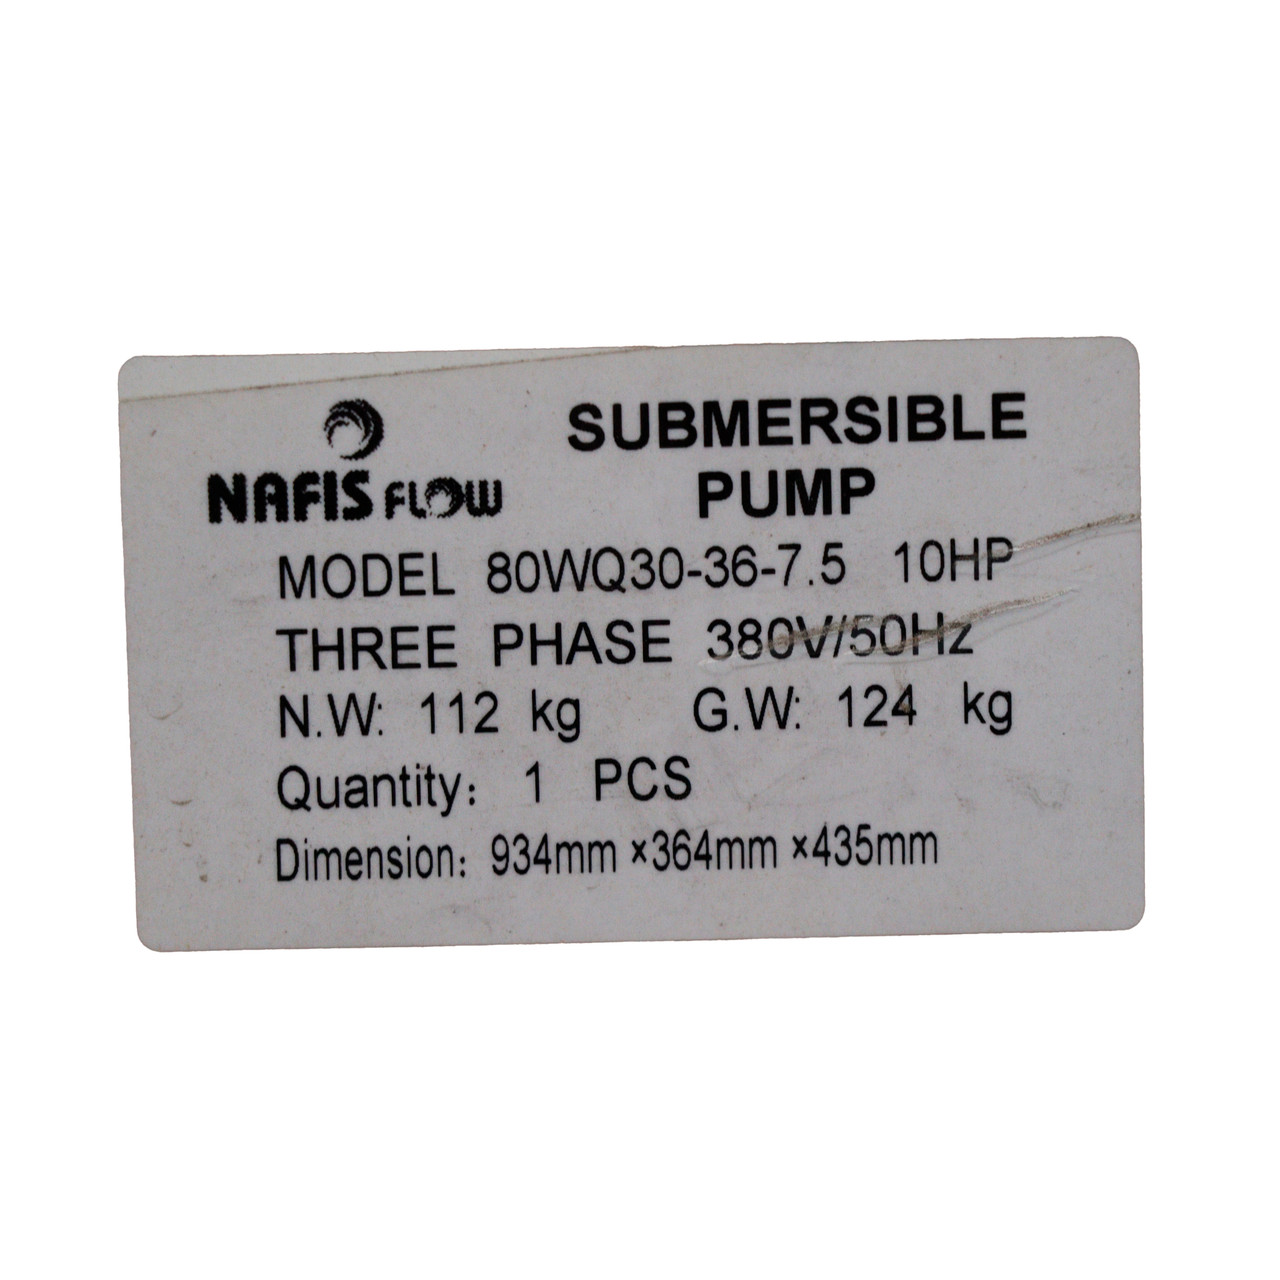 NAFIS FLOW
SUBMERSIBLE
PUMP
MODEL 80WQ30-36-7.5 10HP
THREE PHASE 380V/50Hz
N.W: 112 kg G.W: 124 kg
Quantity: 1 PCS
Dimension: 934mm ×364mm ×435mm